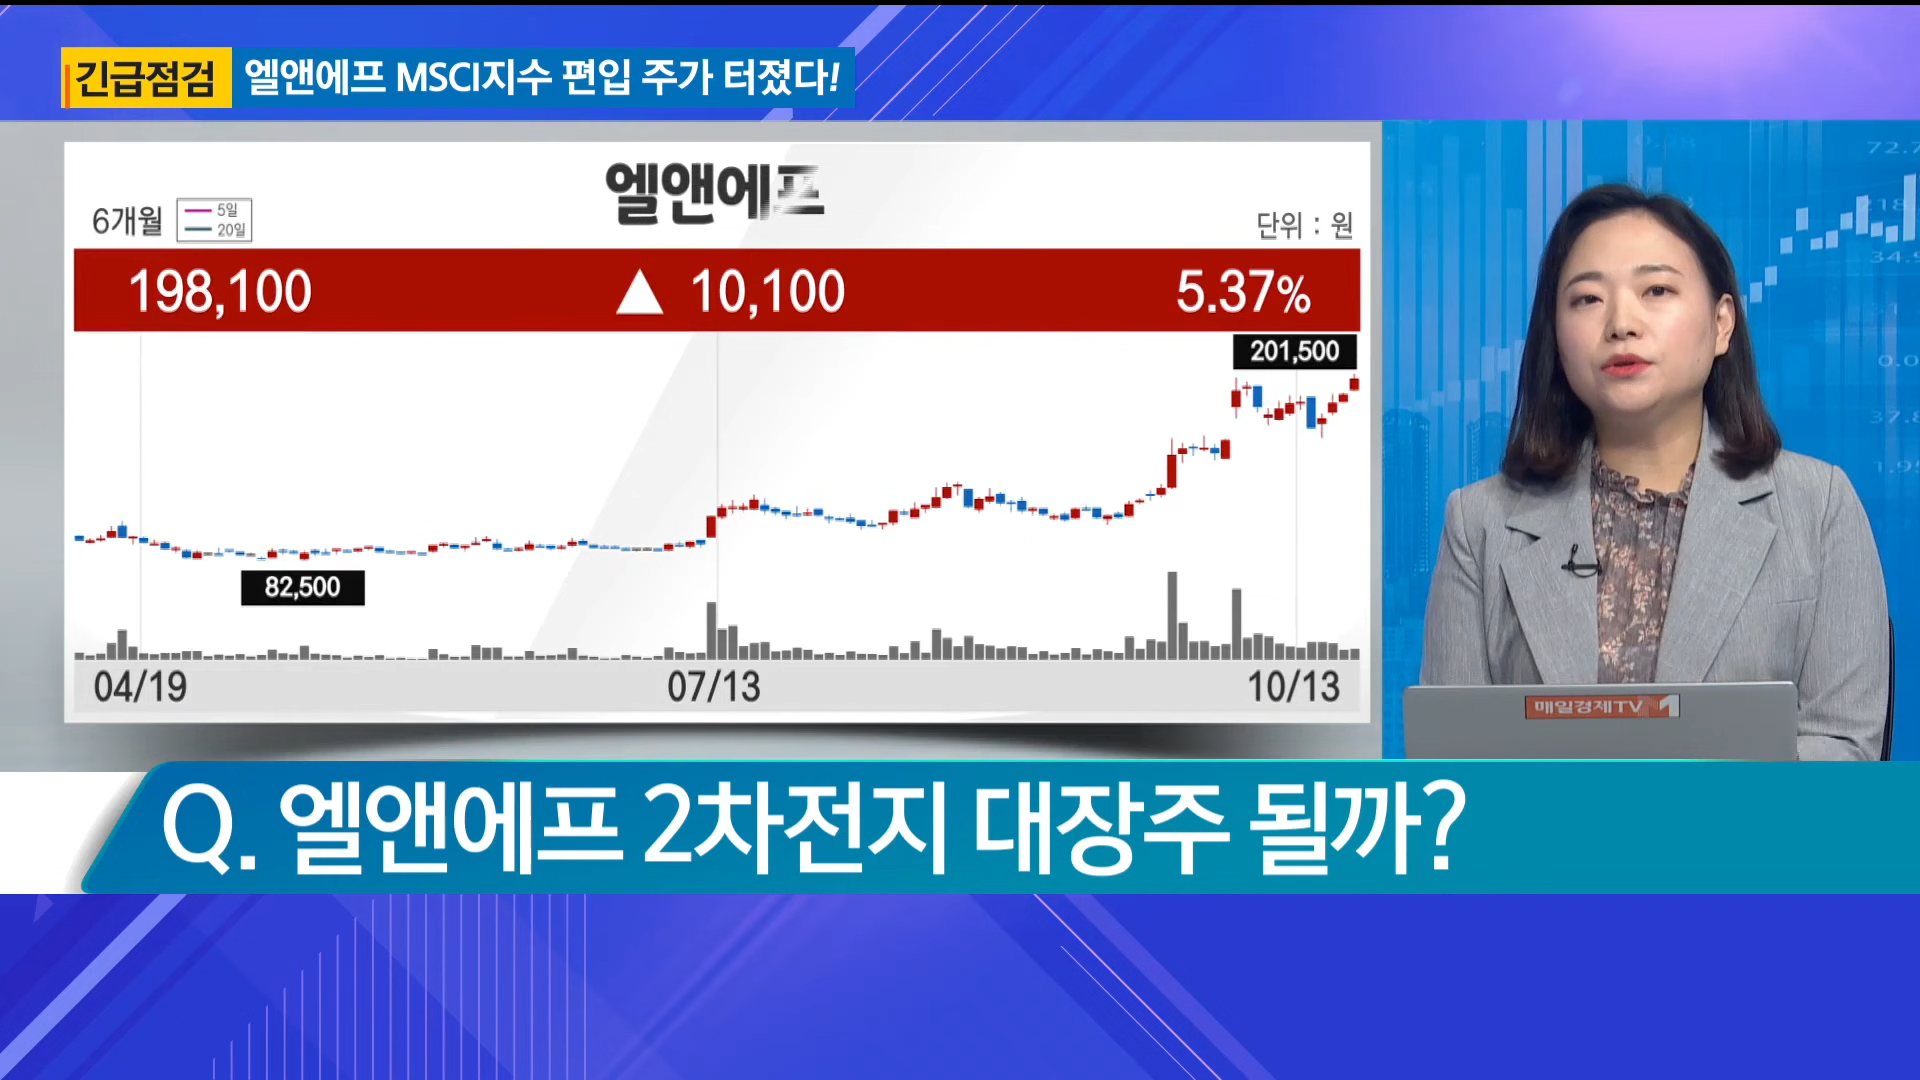 긴급점검 엘앤에프 MSCI지수 편입 주가 터졌다!
엘앤에프
6개월
5일
20일
단위 : 원
198,100 ▲ 10,100 5.37%
201,500
82,500
04/19 07/13 10/13
매일경제TV 1
Q. 엘앤에프 2차전지 대장주 될까?